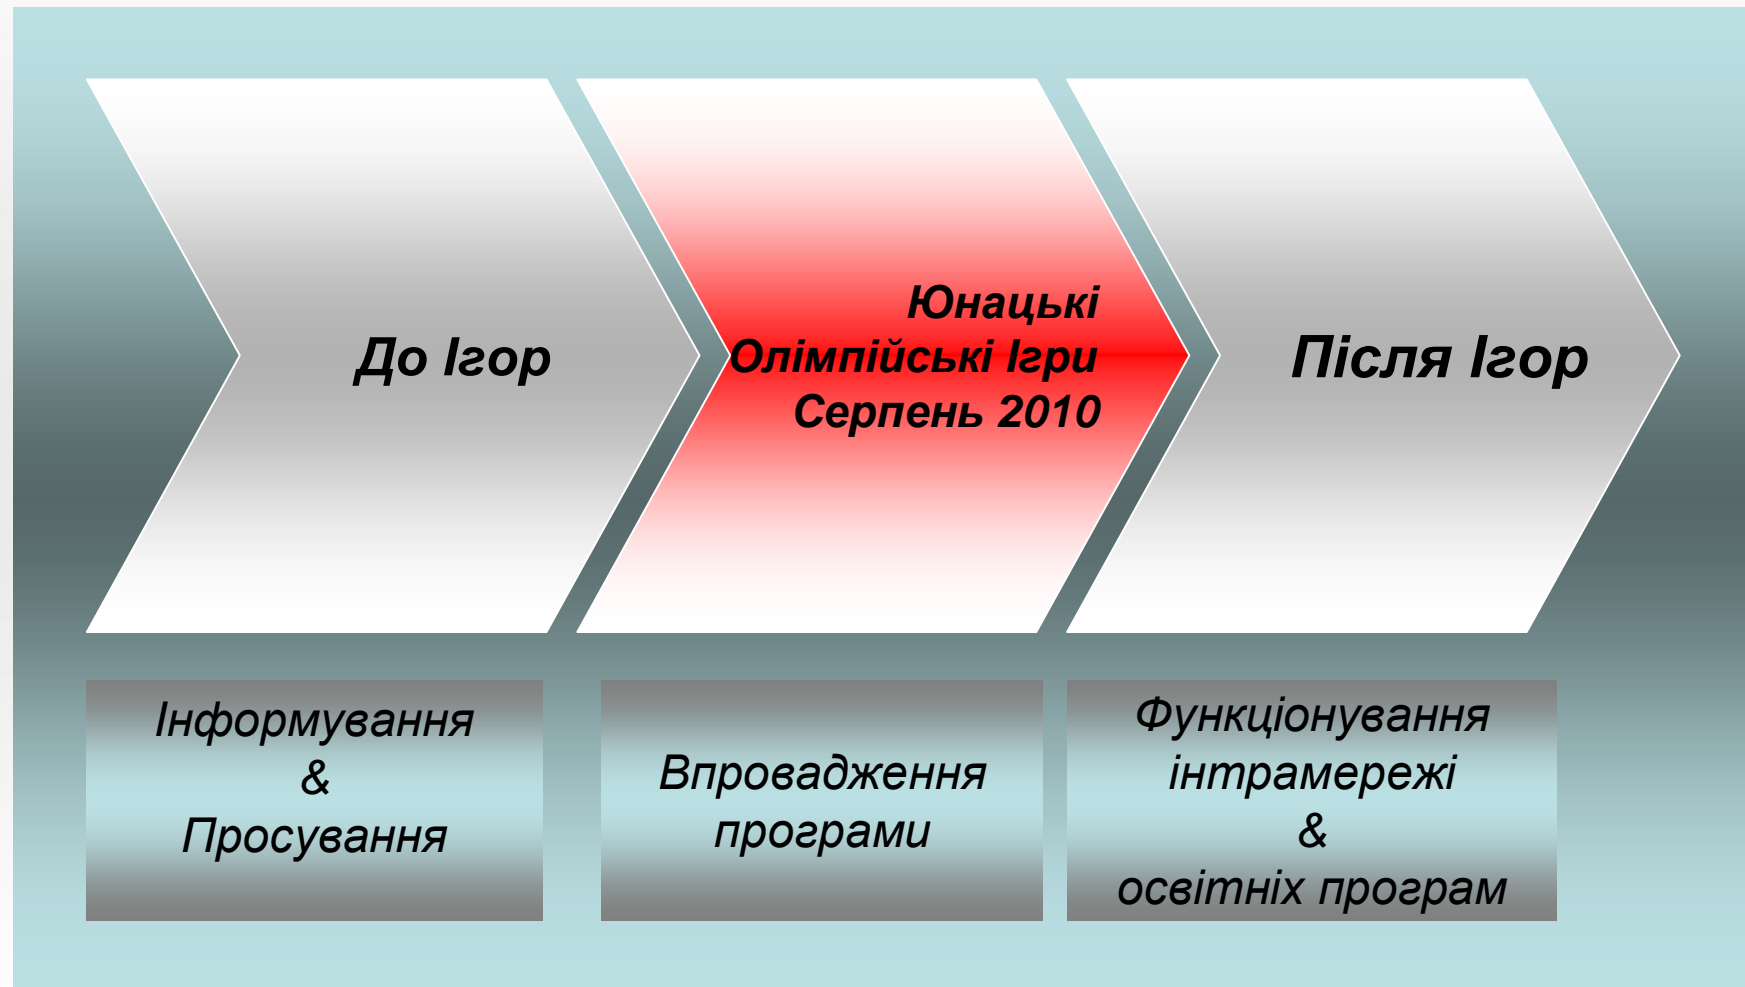 До Ігор
Юнацькі
Олімпійські Ігри
Серпень 2010
Після Ігор
Інформування
&
Просування
Впровадження
програми
Функціонування
інтрамережі
&
освітніх програм